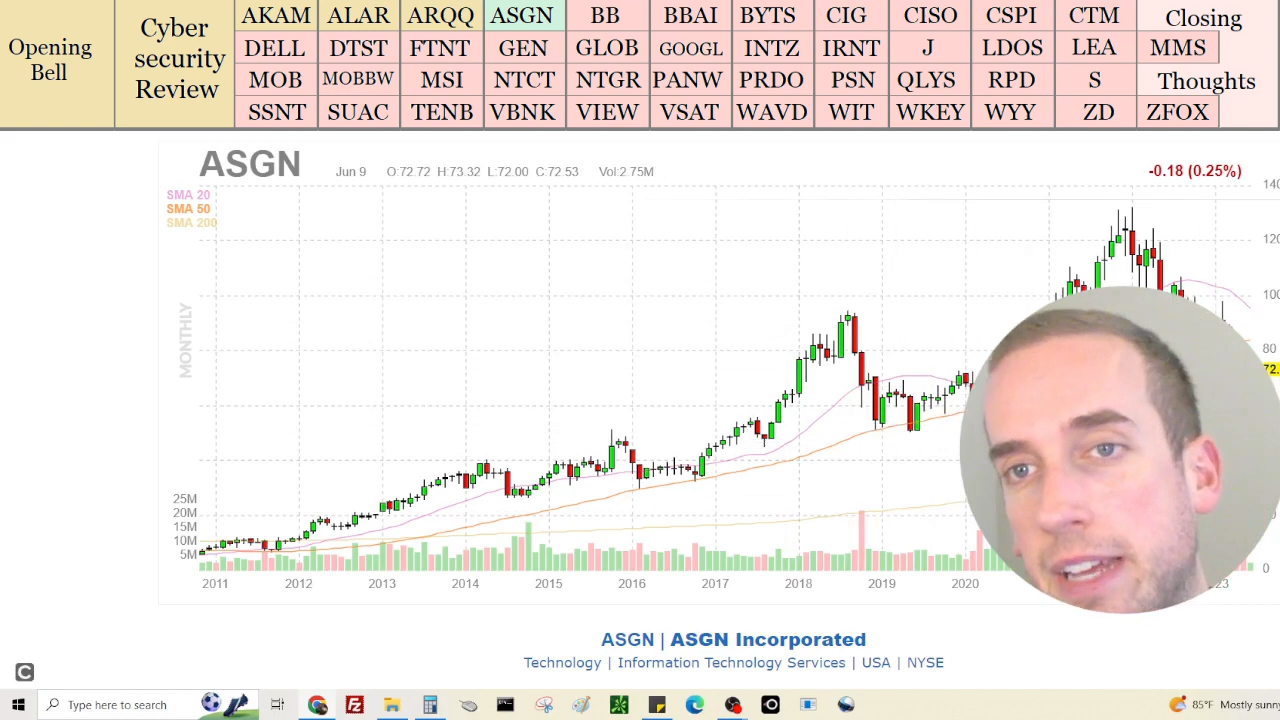 Opening
Bell
Cyber
security
Review
AKAM ALAR ARQQ ASGN BB BBAI BYTS CIG CISO CSPI CTM
DELL DTST FTNT GEN GLOB GOOGL INTZ IRNT J LDOS LEA MMS
MOB MOBBW MSI NTCT NTGR PANW PRDO PSN QLYS RPD S
SSNT SUAC TENB VBNK VIEW VSAT WAVD WIT WKEY WYY ZD ZFOX
Closing
Thoughts
ASGN Jun 9 O:72.72 H:73.32 L:72.00 C:72.53 Vol:2.75M -0.18 (0.25%)
SMA 20
SMA 50
SMA 200
MONTHLY
80
0
25M
20M
15M
10M
5M
2011 2012 2013 2014 2015 2016 2017 2018 2019 2020
ASGN | ASGN Incorporated
Technology | Information Technology Services | USA | NYSE
C
Type here to search
85°F Mostly sunn